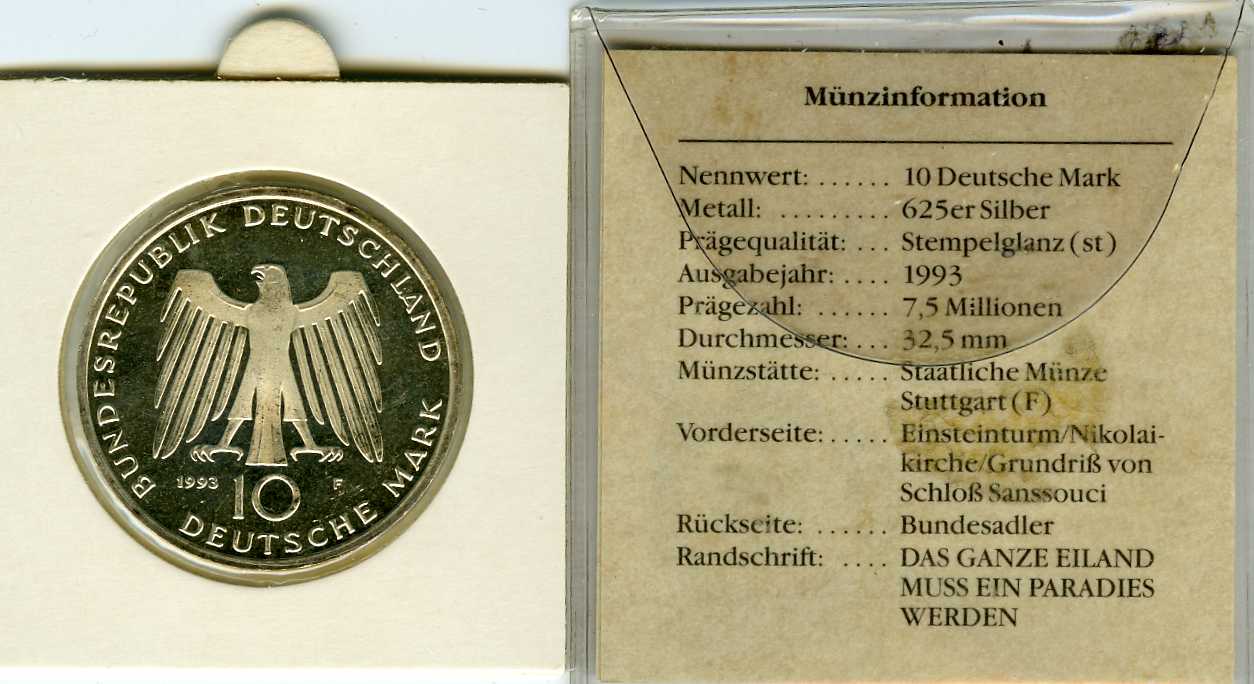 BUNDESREPUBLIK DEUTSCHLAND
1993 10 F
DEUTSCHE MARK
Münzinformation
Nennwert: ...... 10 Deutsche Mark
Metall: ......... 625er Silber
Prägequalität: ... Stempelglanz (st)
Ausgabejahr: .... 1993
Prägezahl: ...... 7,5 Millionen
Durchmesser: ... 32,5 mm
Münzstätte: ..... Staatliche Münze
Stuttgart (F)
Vorderseite: ..... Einsteinturm/Nikolai-
kirche/Grundriß von
Schloß Sanssouci
Rückseite: ...... Bundesadler
Randschrift: .... DAS GANZE EILAND
MUSS EIN PARADIES
WERDEN